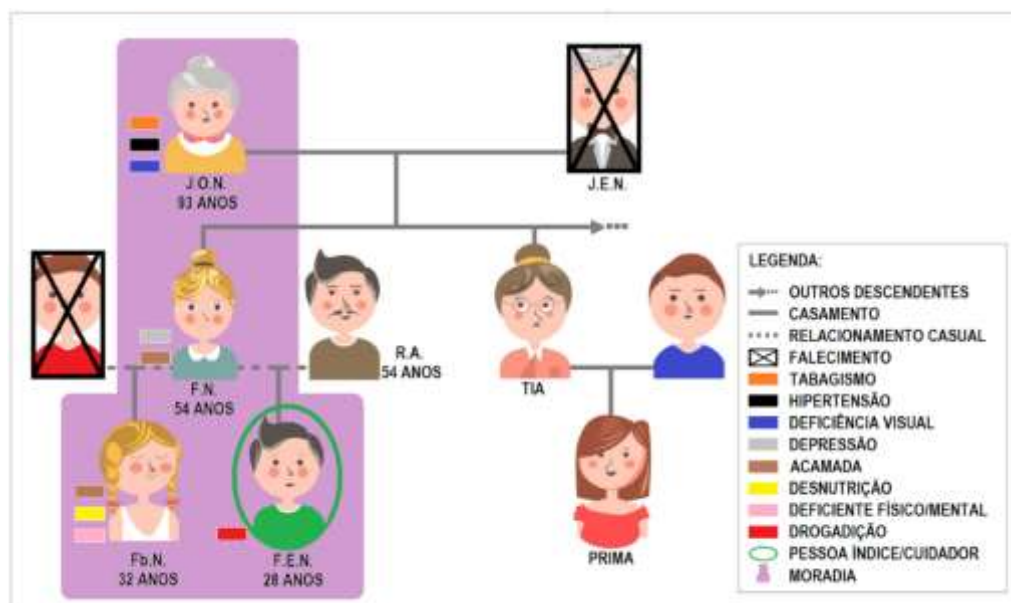 J.O.N.
93 ANOS
J.E.N.
R.A.
54 ANOS
F.N.
54 ANOS
TIA
Fb.N.
32 ANOS
F.E.N.
28 ANOS
PRIMA
LEGENDA:
OUTROS DESCENDENTES
CASAMENTO
RELACIONAMENTO CASUAL
FALECIMENTO
TABAGISMO
HIPERTENSÃO
DEFICIÊNCIA VISUAL
DEPRESSÃO
ACAMADA
DESNUTRIÇÃO
DEFICIENTE FÍSICO/MENTAL
DROGADIÇÃO
PESSOA ÍNDICE/CUIDADOR
MORADIA